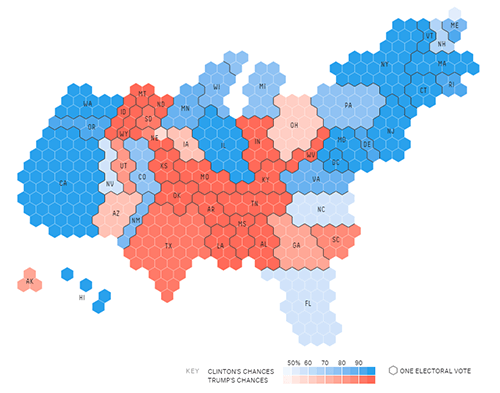 ME
VT
NH
NY
MA
WI
MI
MT
WA
ID
ND
MN
PA
CT
RI
OR
SD
OH
NJ
WY
NE
IA
IL
IN
MD
DE
UT
KS
WV
DC
CA
NV
CO
MO
KY
VA
AZ
NM
OK
AR
TN
NC
TX
LA
MS
AL
GA
SC
AK
HI
FL
50% 60 70 80 90
KEY CLINTON'S CHANCES
TRUMP'S CHANCES
ONE ELECTORAL VOTE